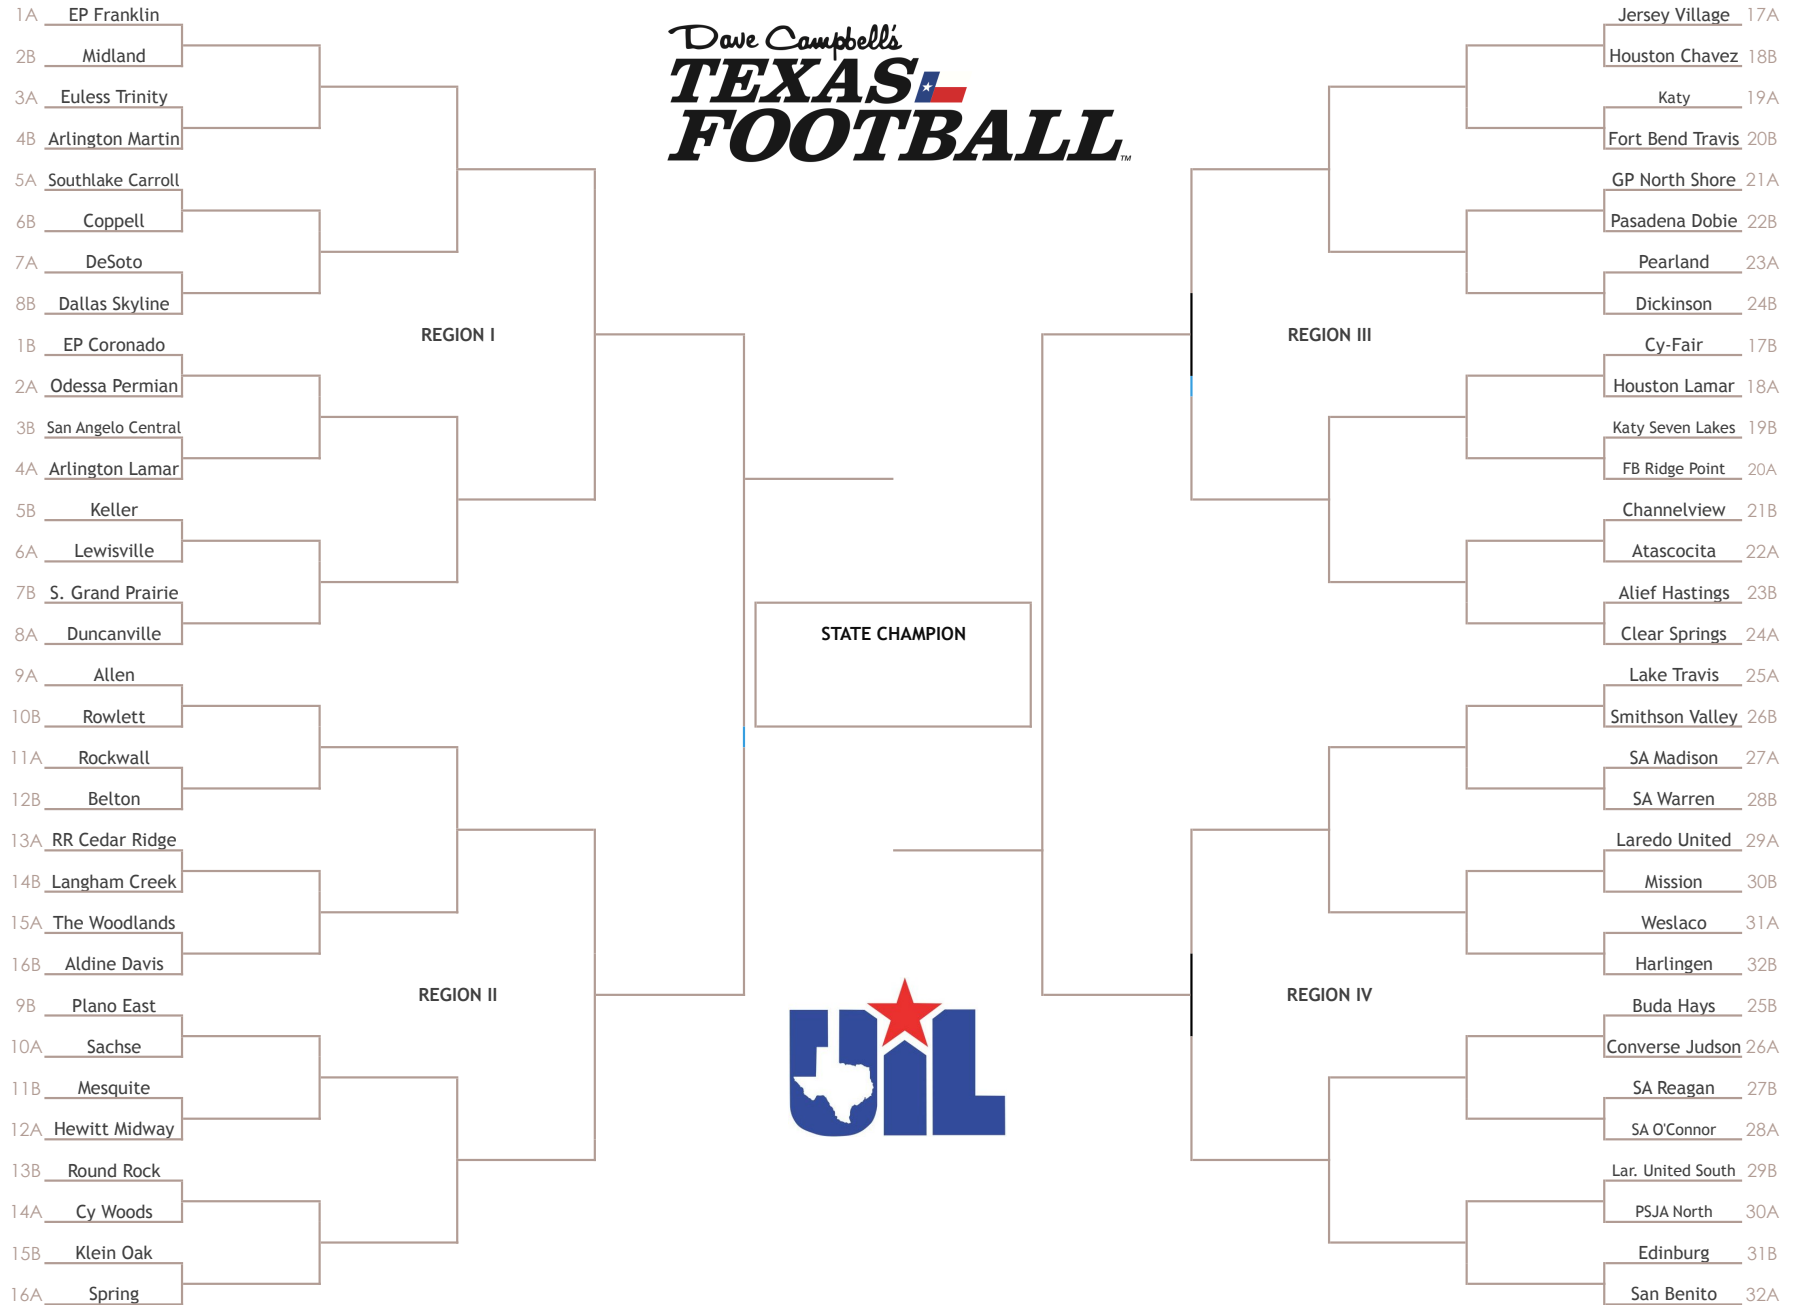 Dave Campbell's
TEXAS
FOOTBALL™
1A EP Franklin
2B Midland
3A Euless Trinity
4B Arlington Martin
5A Southlake Carroll
6B Coppell
7A DeSoto
8B Dallas Skyline
REGION I
1B EP Coronado
2A Odessa Permian
3B San Angelo Central
4A Arlington Lamar
5B Keller
6A Lewisville
7B S. Grand Prairie
8A Duncanville
9A Allen
10B Rowlett
11A Rockwall
12B Belton
13A RR Cedar Ridge
14B Langham Creek
15A The Woodlands
16B Aldine Davis
REGION II
9B Plano East
10A Sachse
11B Mesquite
12A Hewitt Midway
13B Round Rock
14A Cy Woods
15B Klein Oak
16A Spring
STATE CHAMPION
UIL
Jersey Village 17A
Houston Chavez 18B
Katy 19A
Fort Bend Travis 20B
GP North Shore 21A
Pasadena Dobie 22B
Pearland 23A
Dickinson 24B
REGION III
Cy-Fair 17B
Houston Lamar 18A
Katy Seven Lakes 19B
FB Ridge Point 20A
Channelview 21B
Atascocita 22A
Alief Hastings 23B
Clear Springs 24A
Lake Travis 25A
Smithson Valley 26B
SA Madison 27A
SA Warren 28B
Laredo United 29A
Mission 30B
Weslaco 31A
Harlingen 32B
REGION IV
Buda Hays 25B
Converse Judson 26A
SA Reagan 27B
SA O'Connor 28A
Lar. United South 29B
PSJA North 30A
Edinburg 31B
San Benito 32A